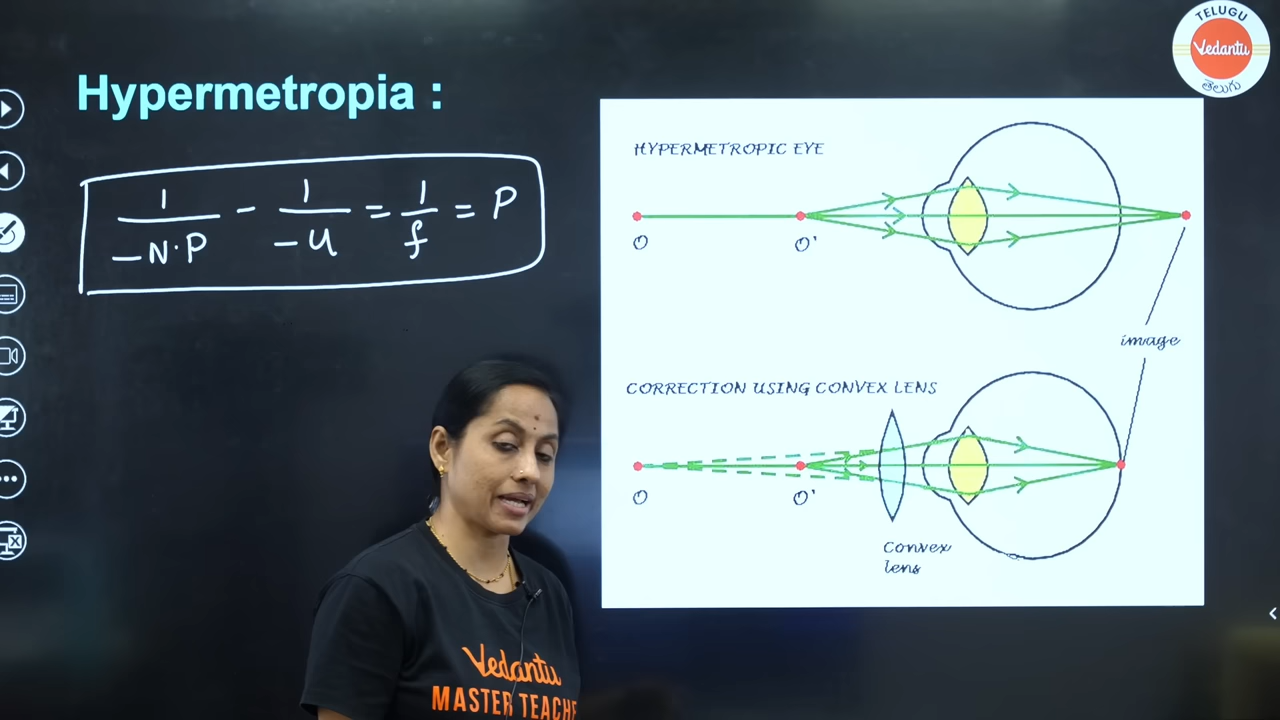 TELUGU
Vedantu
తెలుగు
Hypermetropia :
1/-N.P - 1/-u = 1/f = P
HYPERMETROPIC EYE
O O'
image
CORRECTION USING CONVEX LENS
O O'
Convex
lens
Vedantu
MASTER TEACHE